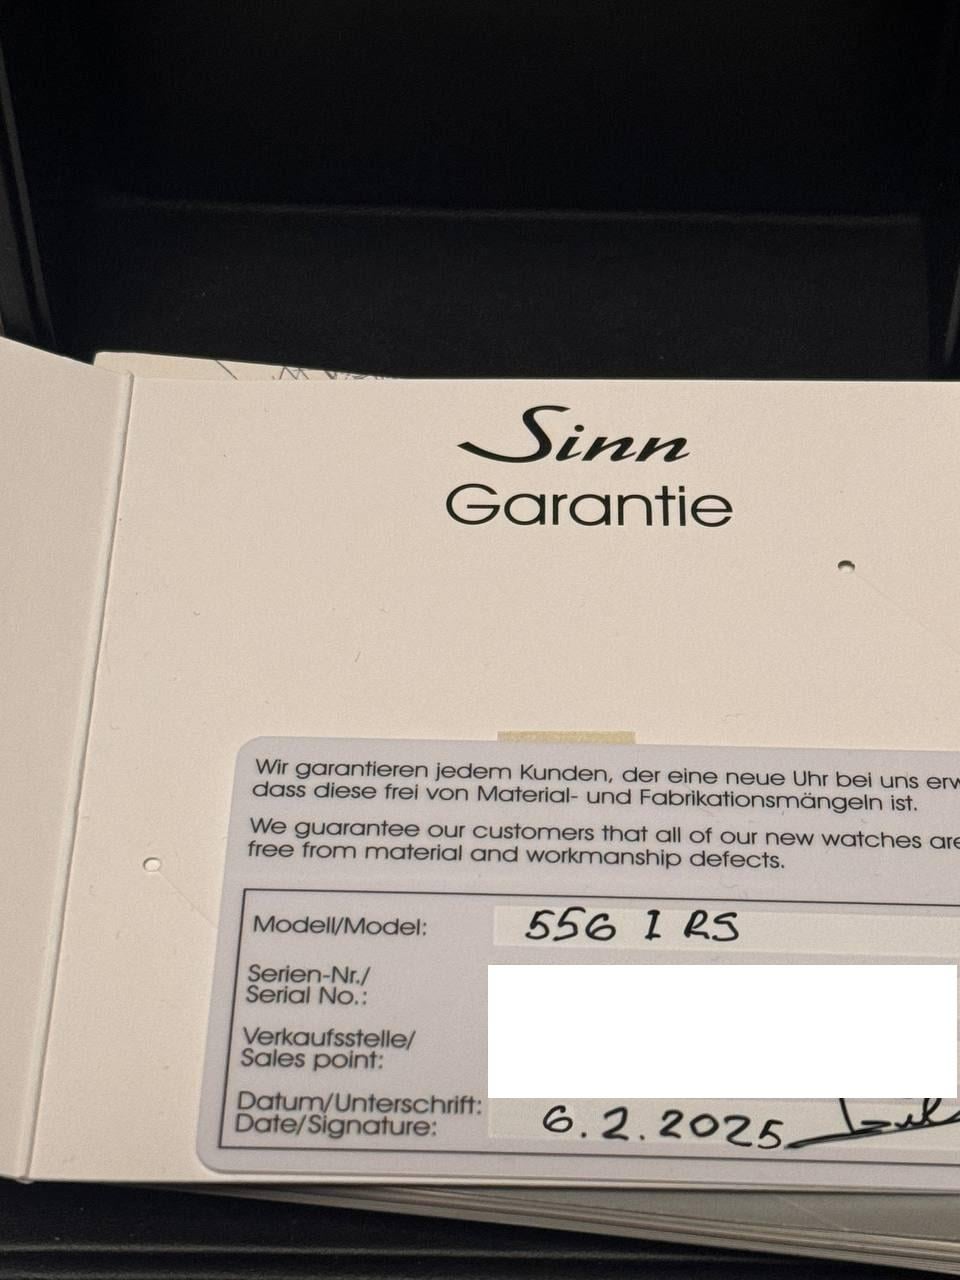 Sinn
Garantie
Wir garantieren jedem Kunden, der eine neue Uhr bei uns
dass diese frei von Material- und Fabrikationsmängeln ist.
We guarantee our customers that all of our new watches are
free from material and workmanship defects.
Modell/Model: 556 I RS
Serien-Nr./
Serial No.:
Verkaufsstelle/
Sales point:
Datum/Unterschrift:
Date/Signature: 6.2.2025